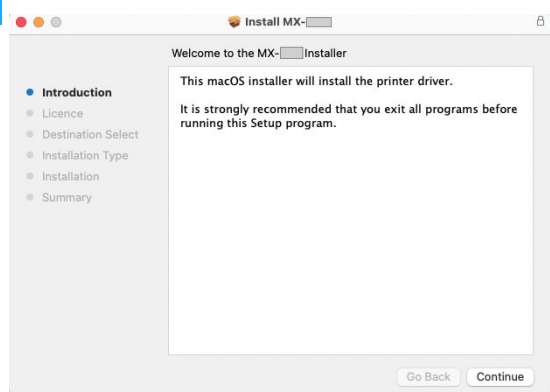 Install MX-
Welcome to the MX- Installer
Introduction
Licence
Destination Select
Installation Type
Installation
Summary
This macOS installer will install the printer driver.
It is strongly recommended that you exit all programs before
running this Setup program.
Go Back
Continue